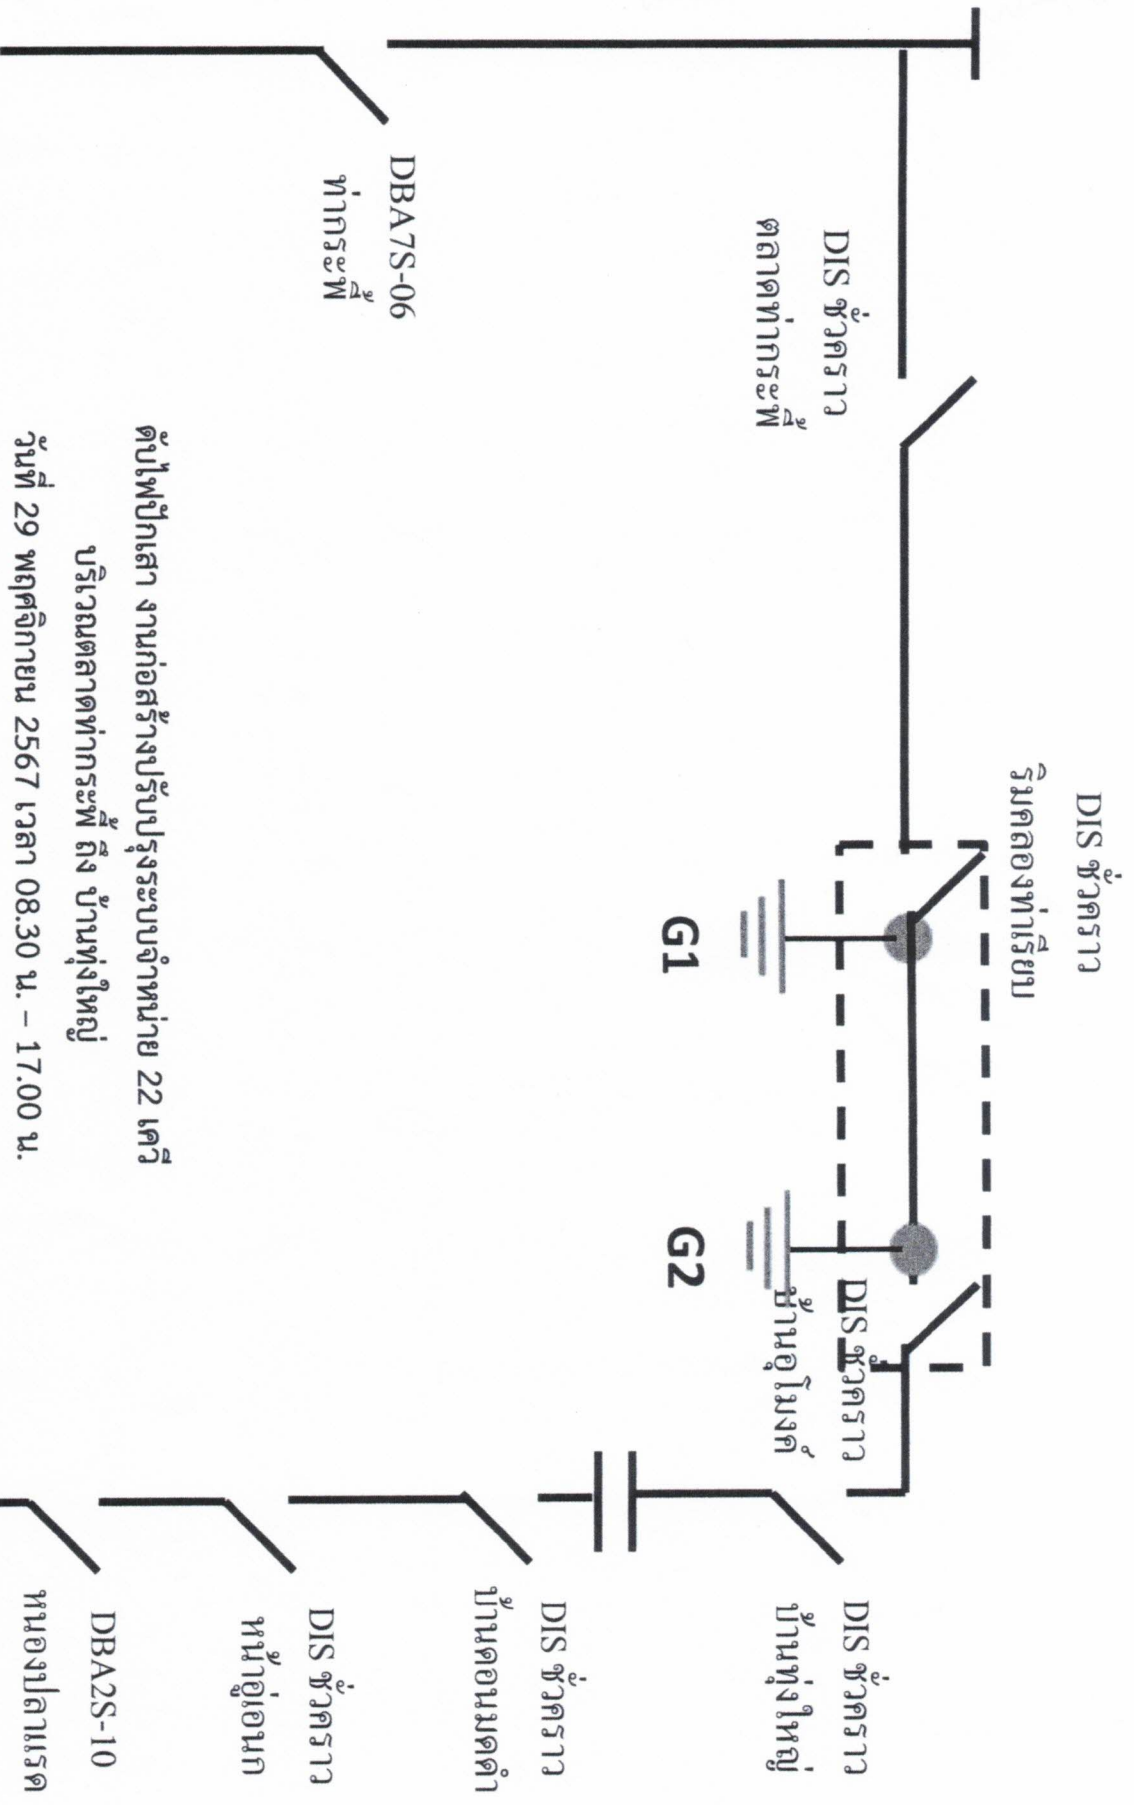 DIS ชั่วคราว
ริมคลองท่าเรียบ
DIS ชั่วคราว
ตลาดท่ากระพี้
G1
G2
DIS ชั่วคราว
บ้านอุโมงค์
DIS ชั่วคราว
บ้านทุ่งใหญ่
DBA7S-06
ท่ากระพี้
DIS ชั่วคราว
บ้านดอนมดดำ
DIS ชั่วคราว
หน้าอู่เอนก
DBA2S-10
หนองปลาแรด
ดับไฟปักเสา งานก่อสร้างปรับปรุงระบบจำหน่าย 22 เควี
บริเวณตลาดท่ากระพี้ ถึง บ้านทุ่งใหญ่
วันที่ 29 พฤศจิกายน 2567 เวลา 08.30 น. – 17.00 น.